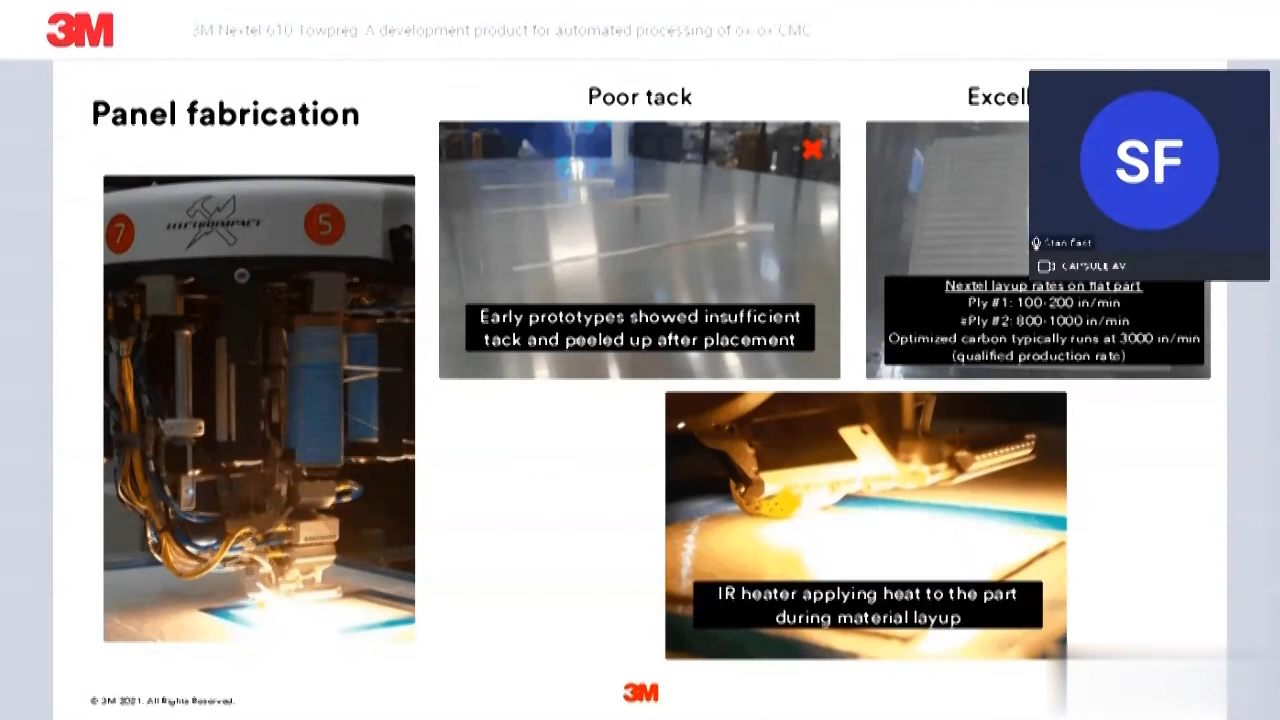 3M
3M Nextel 610 Towpreg: A development product for automated processing of ox-ox CMC
Panel fabrication
Poor tack
Excell
SF
Stan Fast
CAPSULE AV
7
5
ELECTROIMPACT
Early prototypes showed insufficient
tack and peeled up after placement
Nextel layup rates on flat part
Ply #1: 100-200 in/min
≥Ply #2: 800-1000 in/min
Optimized carbon typically runs at 3000 in/min
(qualified production rate)
IR heater applying heat to the part
during material layup
© 3M 2021. All Rights Reserved.
3M